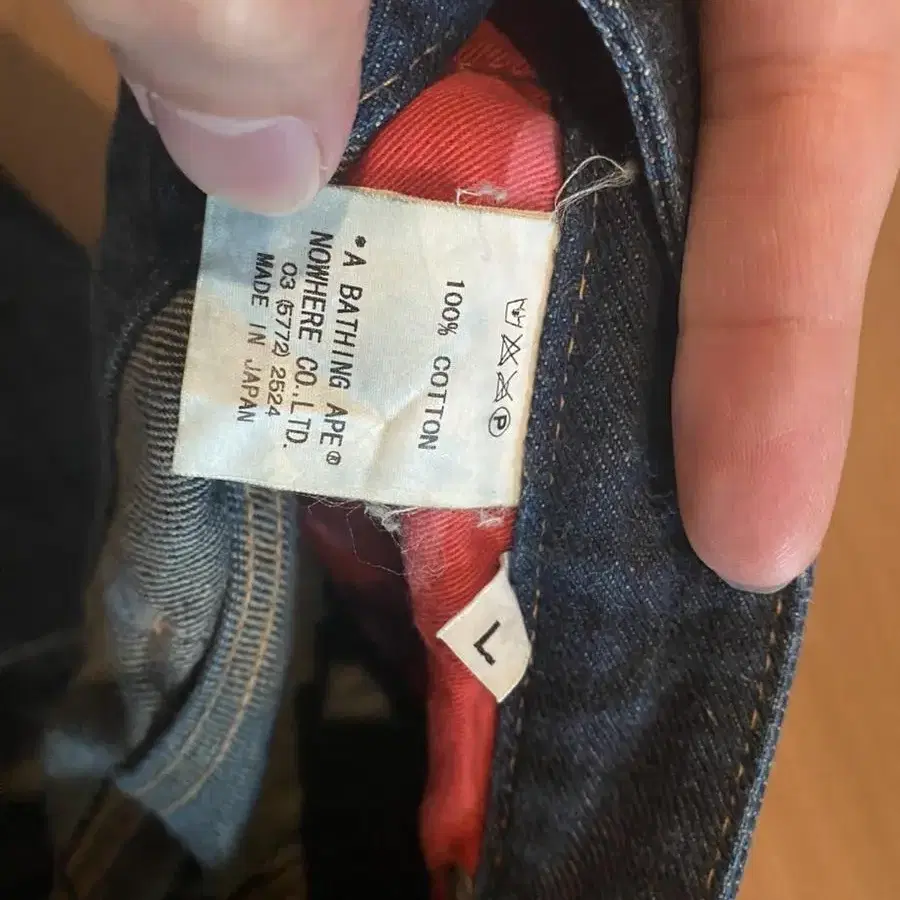 100% COTTON
•A BATHING APE®
NOWHERE CO.,LTD.
03 (5772) 2524
MADE IN JAPAN
L